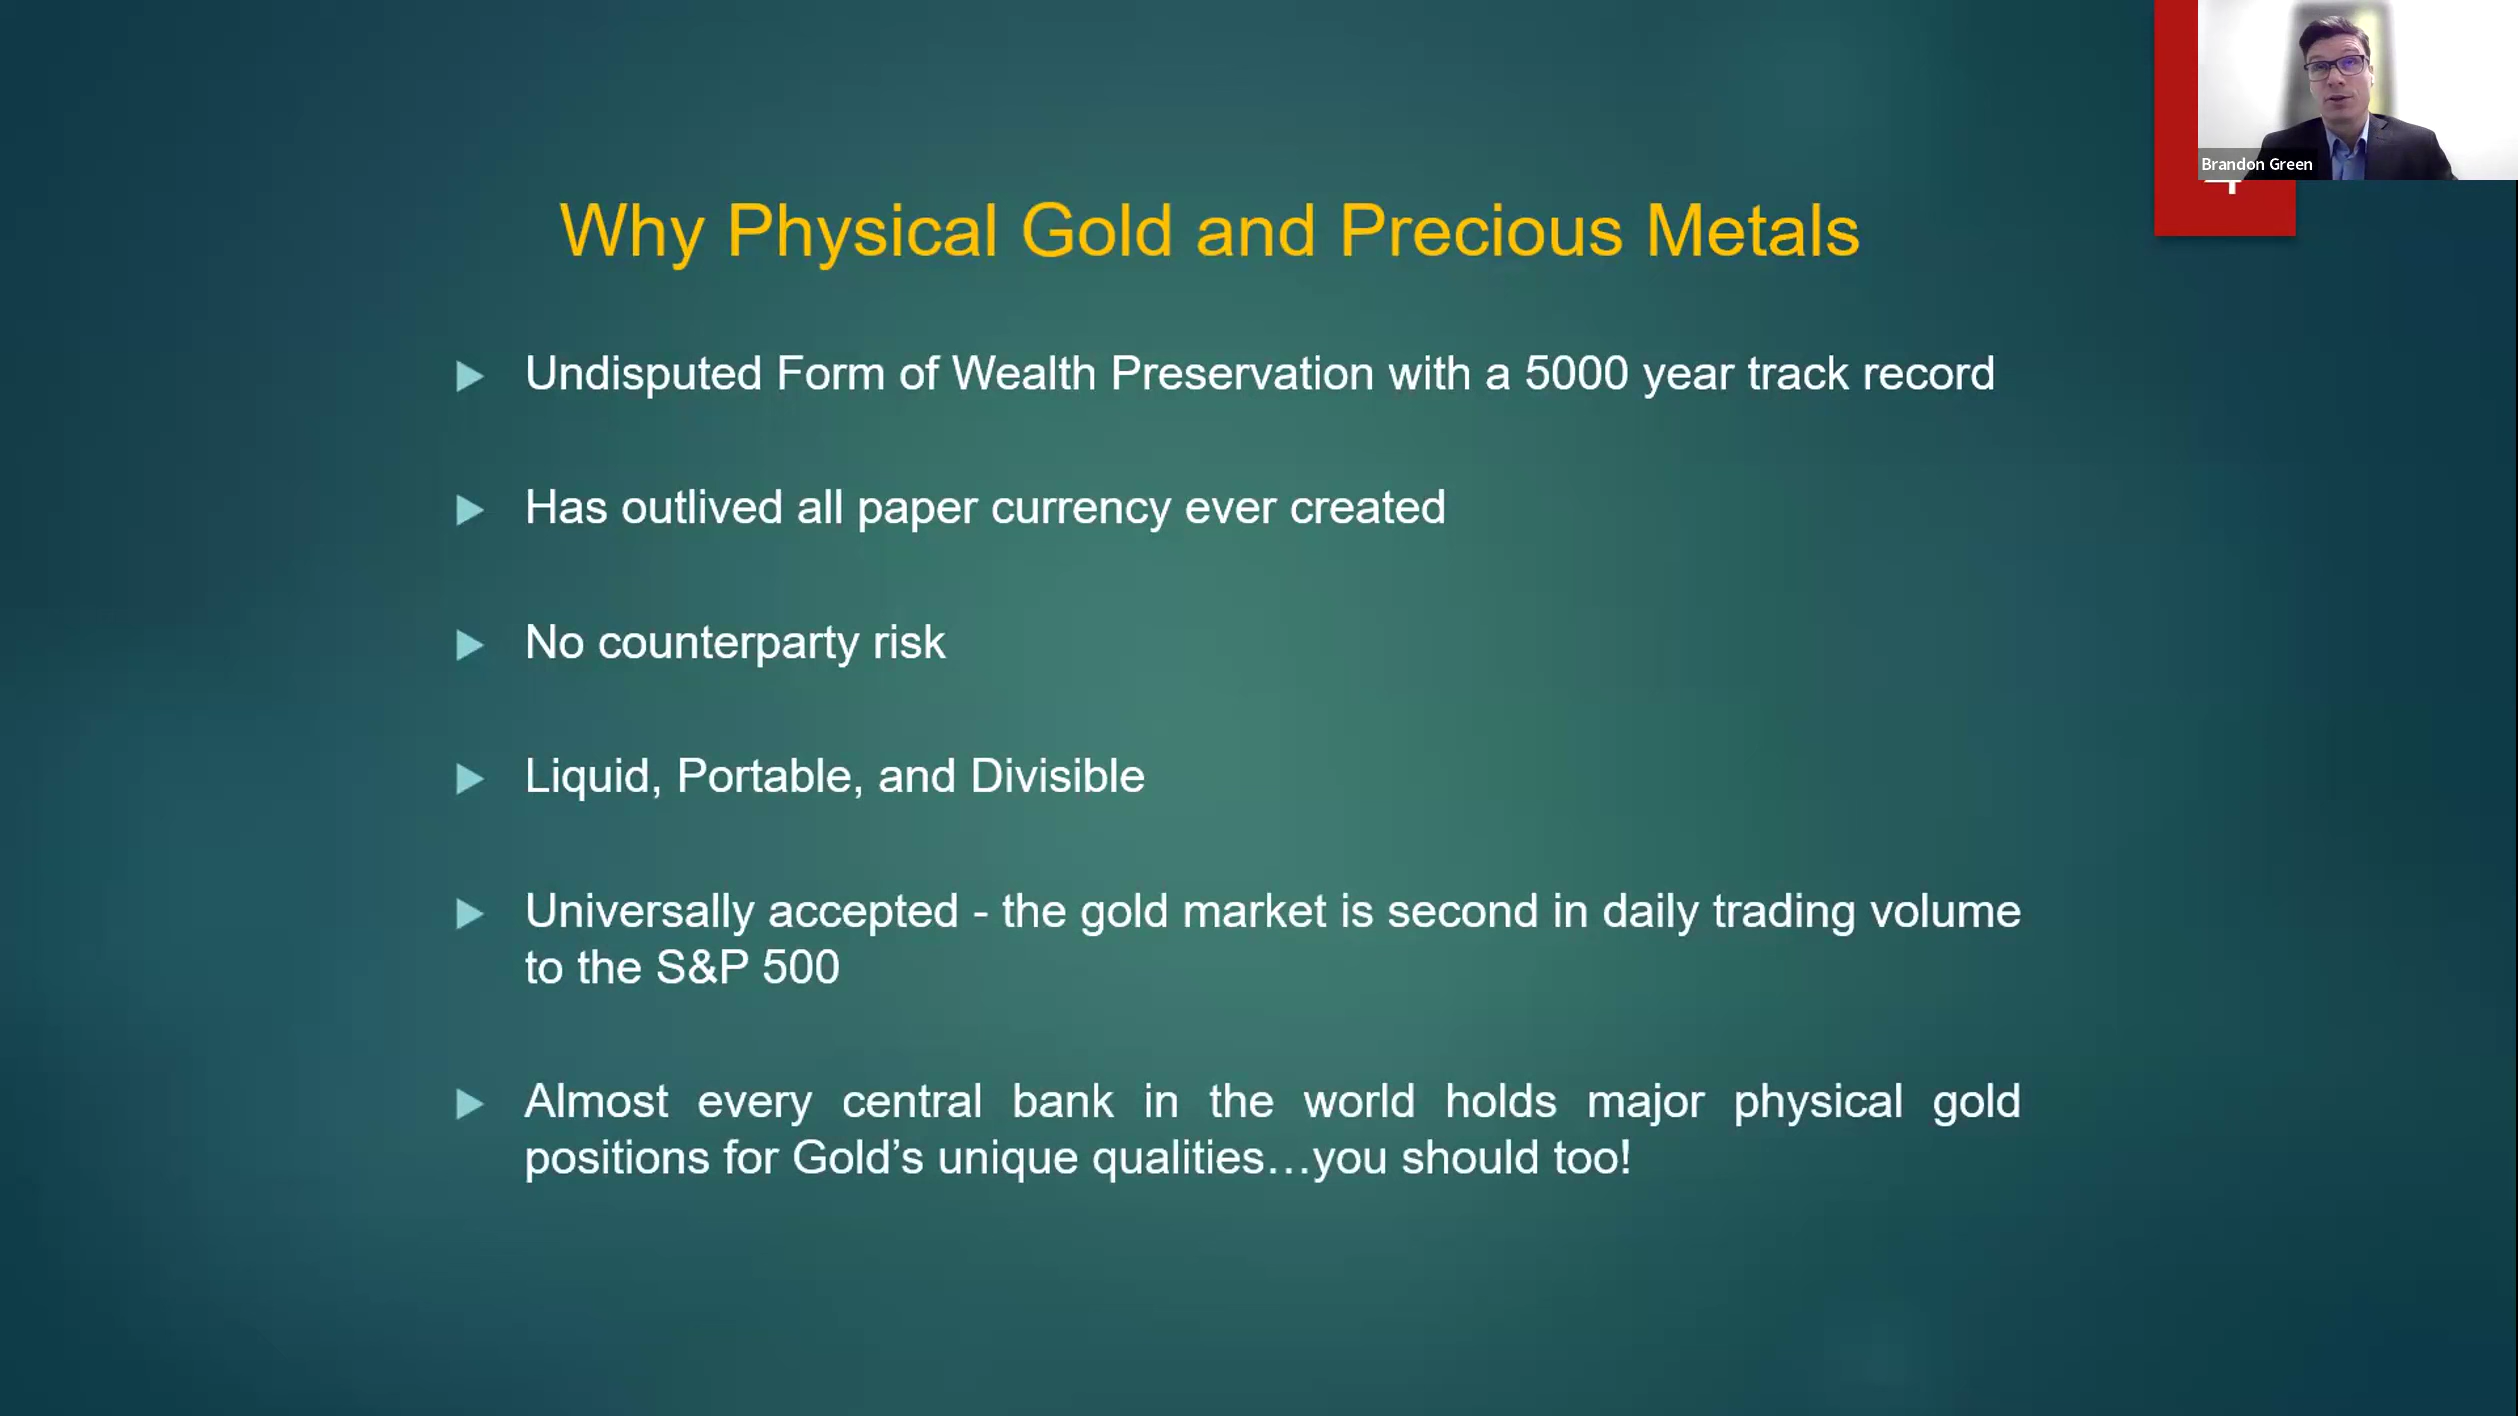 Brandon Green
Why Physical Gold and Precious Metals
Undisputed Form of Wealth Preservation with a 5000 year track record
Has outlived all paper currency ever created
No counterparty risk
Liquid, Portable, and Divisible
Universally accepted - the gold market is second in daily trading volume
to the S&P 500
Almost every central bank in the world holds major physical gold
positions for Gold’s unique qualities…you should too!